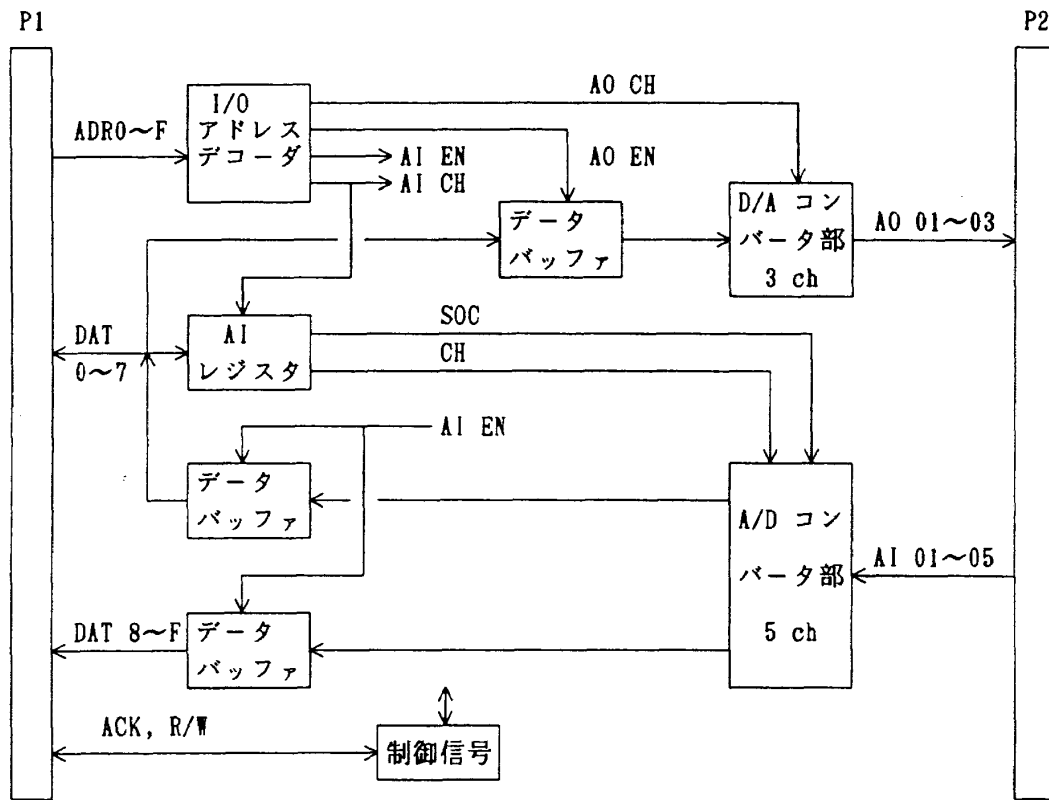 P1
P2
I/O
アドレス
デコーダ
ADR0〜F
AO CH
AI EN
AI CH
AO EN
データ
バッファ
D/A コン
バータ部
3 ch
AO 01〜03
DAT
0〜7
AI
レジスタ
SOC
CH
AI EN
データ
バッファ
A/D コン
バータ部
5 ch
AI 01〜05
DAT 8〜F
データ
バッファ
ACK, R/W
制御信号